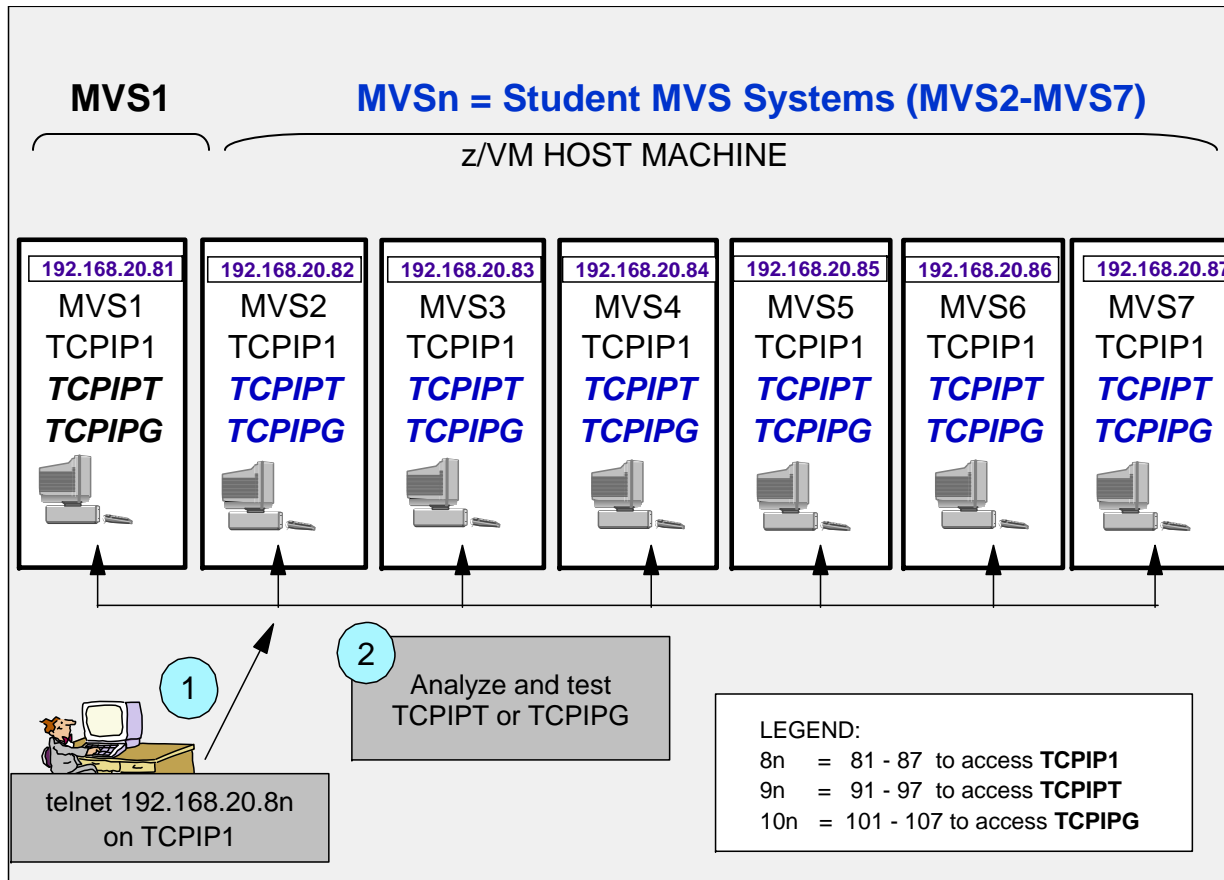 MVS1
MVSn = Student MVS Systems (MVS2-MVS7)
z/VM HOST MACHINE
192.168.20.81
MVS1
TCPIP1
TCPIPT
TCPIPG
192.168.20.82
MVS2
TCPIP1
TCPIPT
TCPIPG
192.168.20.83
MVS3
TCPIP1
TCPIPT
TCPIPG
192.168.20.84
MVS4
TCPIP1
TCPIPT
TCPIPG
192.168.20.85
MVS5
TCPIP1
TCPIPT
TCPIPG
192.168.20.86
MVS6
TCPIP1
TCPIPT
TCPIPG
192.168.20.87
MVS7
TCPIP1
TCPIPT
TCPIPG
1
telnet 192.168.20.8n
on TCPIP1
2
Analyze and test
TCPIPT or TCPIPG
LEGEND:
8n = 81 - 87 to access TCPIP1
9n = 91 - 97 to access TCPIPT
10n = 101 - 107 to access TCPIPG